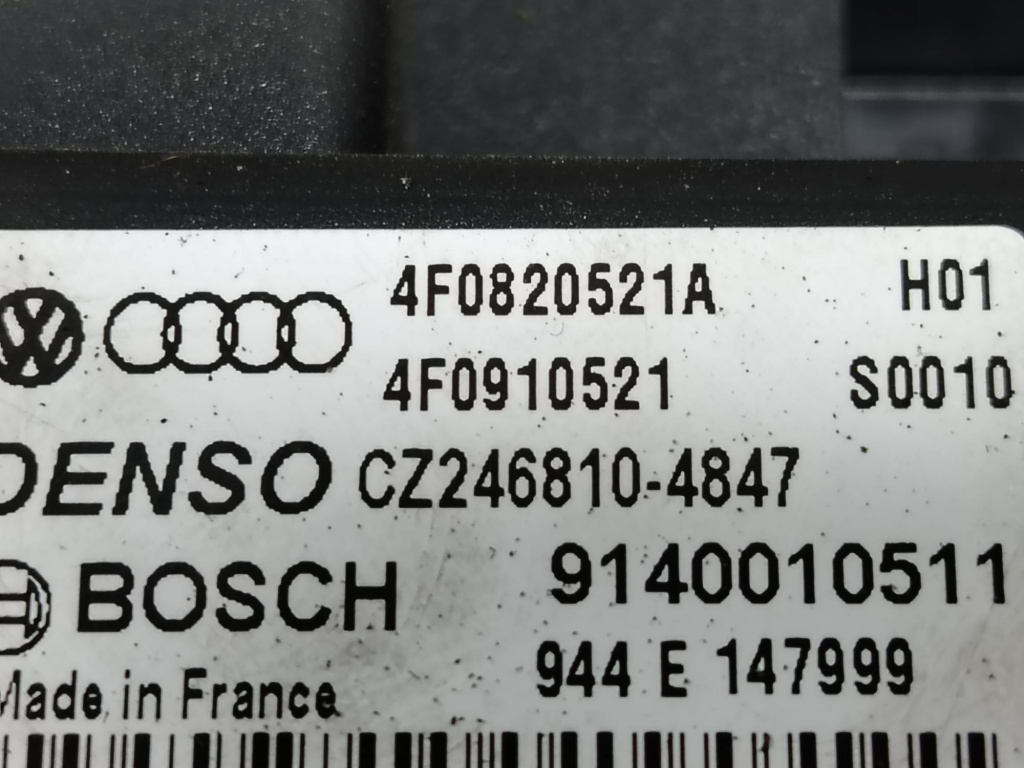 4F0820521A H01
4F0910521 S0010
DENSO CZ246810-4847
BOSCH 9140010511
944 E 147999
Made in France